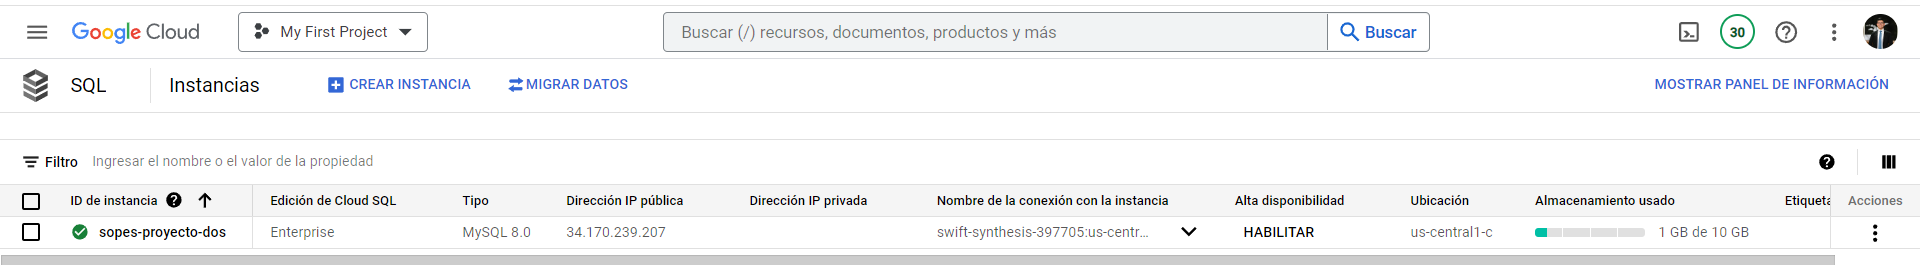 Google Cloud
My First Project
Buscar (/) recursos, documentos, productos y más
Buscar
30
SQL
Instancias
CREAR INSTANCIA
MIGRAR DATOS
MOSTRAR PANEL DE INFORMACIÓN
Filtro Ingresar el nombre o el valor de la propiedad
ID de instancia Edición de Cloud SQL Tipo Dirección IP pública Dirección IP privada Nombre de la conexión con la instancia Alta disponibilidad Ubicación Almacenamiento usado Etiqueta Acciones
sopes-proyecto-dos Enterprise MySQL 8.0 34.170.239.207 swift-synthesis-397705:us-centr... HABILITAR us-central1-c 1 GB de 10 GB